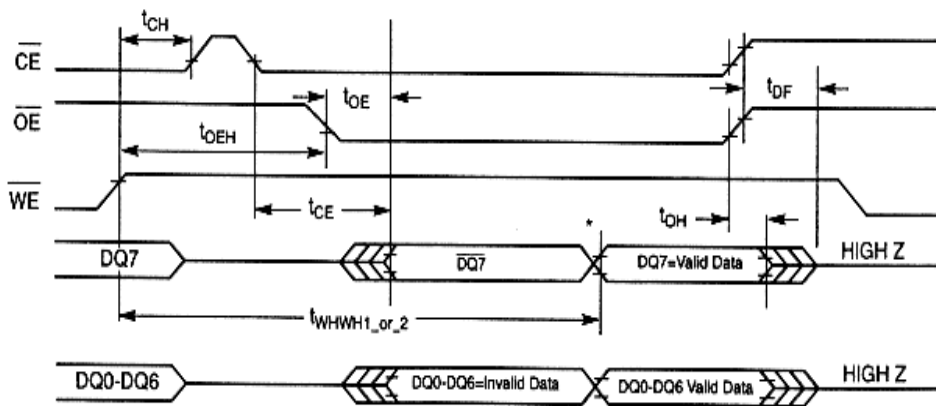 tCH
CE
tOE
tDF
OE
tOEH
WE
tCE
tOH
*
DQ7
DQ7
DQ7=Valid Data
HIGH Z
tWHWH1_or_2
DQ0-DQ6
DQ0-DQ6=Invalid Data
DQ0-DQ6 Valid Data
HIGH Z